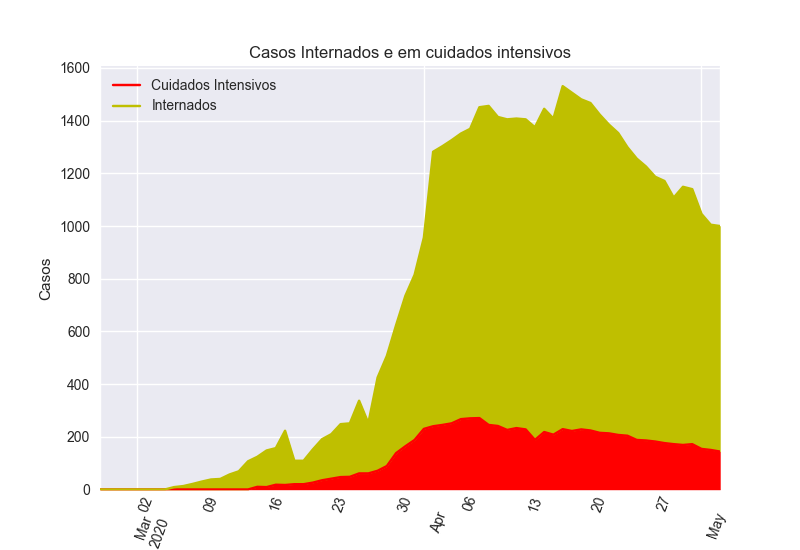 Casos Internados e em cuidados intensivos
Cuidados Intensivos
Internados
Casos
1600
1400
1200
1000
800
600
400
200
0
Mar 02
2020
09
16
23
30
Apr
06
13
20
27
May